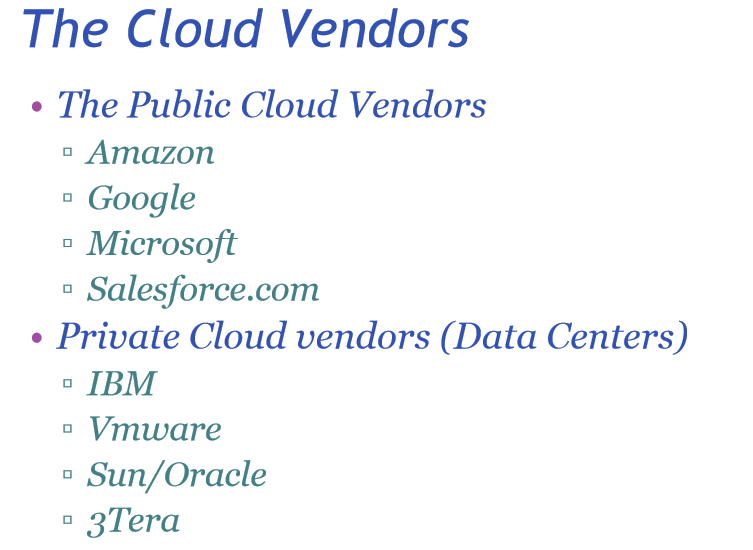 The Cloud Vendors
• The Public Cloud Vendors
▫ Amazon
▫ Google
▫ Microsoft
▫ Salesforce.com
• Private Cloud vendors (Data Centers)
▫ IBM
▫ Vmware
▫ Sun/Oracle
▫ 3Tera